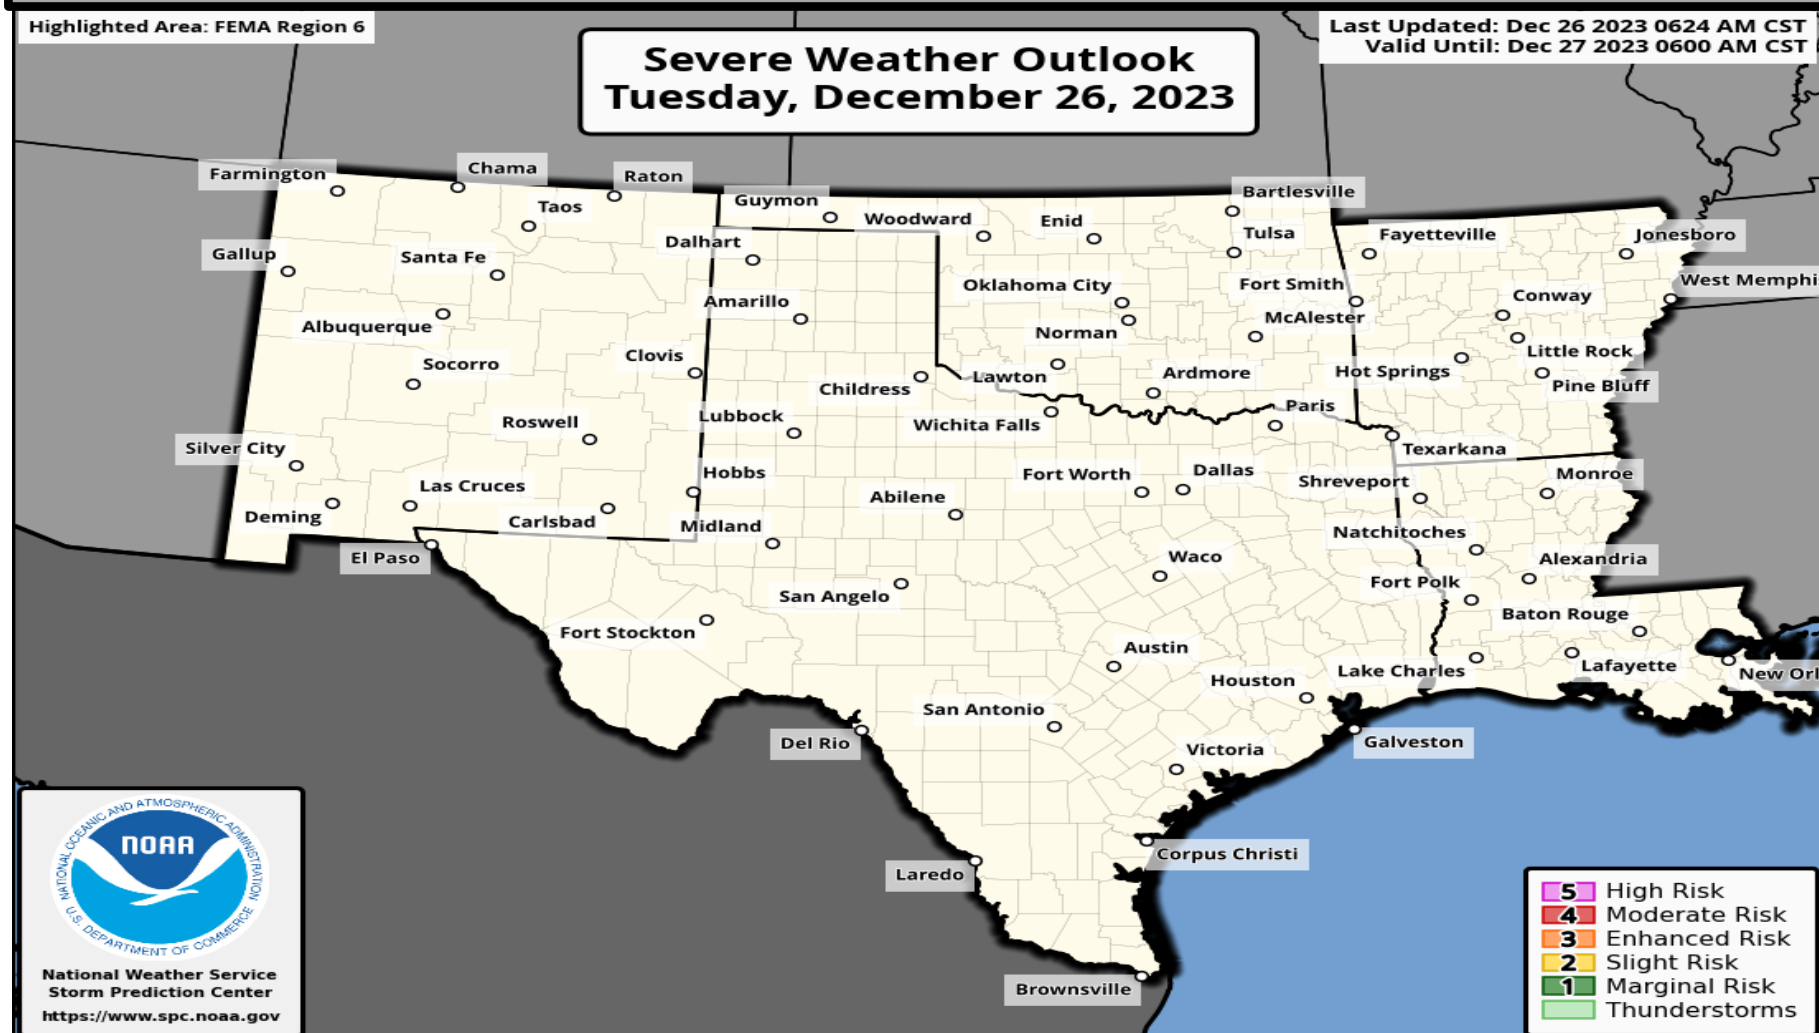 Highlighted Area: FEMA Region 6
Last Updated: Dec 26 2023 0624 AM CST
Valid Until: Dec 27 2023 0600 AM CST
Severe Weather Outlook
Tuesday, December 26, 2023
Farmington
Chama
Raton
Taos
Guymon
Woodward
Enid
Bartlesville
Gallup
Santa Fe
Dalhart
Tulsa
Fayetteville
Jonesboro
Albuquerque
Amarillo
Oklahoma City
Fort Smith
Conway
West Memphi
Norman
McAlester
Socorro
Clovis
Childress
Lawton
Ardmore
Hot Springs
Little Rock
Pine Bluff
Roswell
Lubbock
Wichita Falls
Paris
Texarkana
Silver City
Hobbs
Fort Worth
Dallas
Shreveport
Monroe
Deming
Las Cruces
Carlsbad
Midland
Abilene
Natchitoches
Alexandria
El Paso
San Angelo
Waco
Fort Polk
Baton Rouge
Fort Stockton
Austin
Houston
Lake Charles
Lafayette
New Orl
Del Rio
San Antonio
Victoria
Galveston
Laredo
Corpus Christi
Brownsville
NATIONAL OCEANIC AND ATMOSPHERIC ADMINISTRATION
NOAA
U.S. DEPARTMENT OF COMMERCE
National Weather Service
Storm Prediction Center
https://www.spc.noaa.gov
5 High Risk
4 Moderate Risk
3 Enhanced Risk
2 Slight Risk
1 Marginal Risk
Thunderstorms